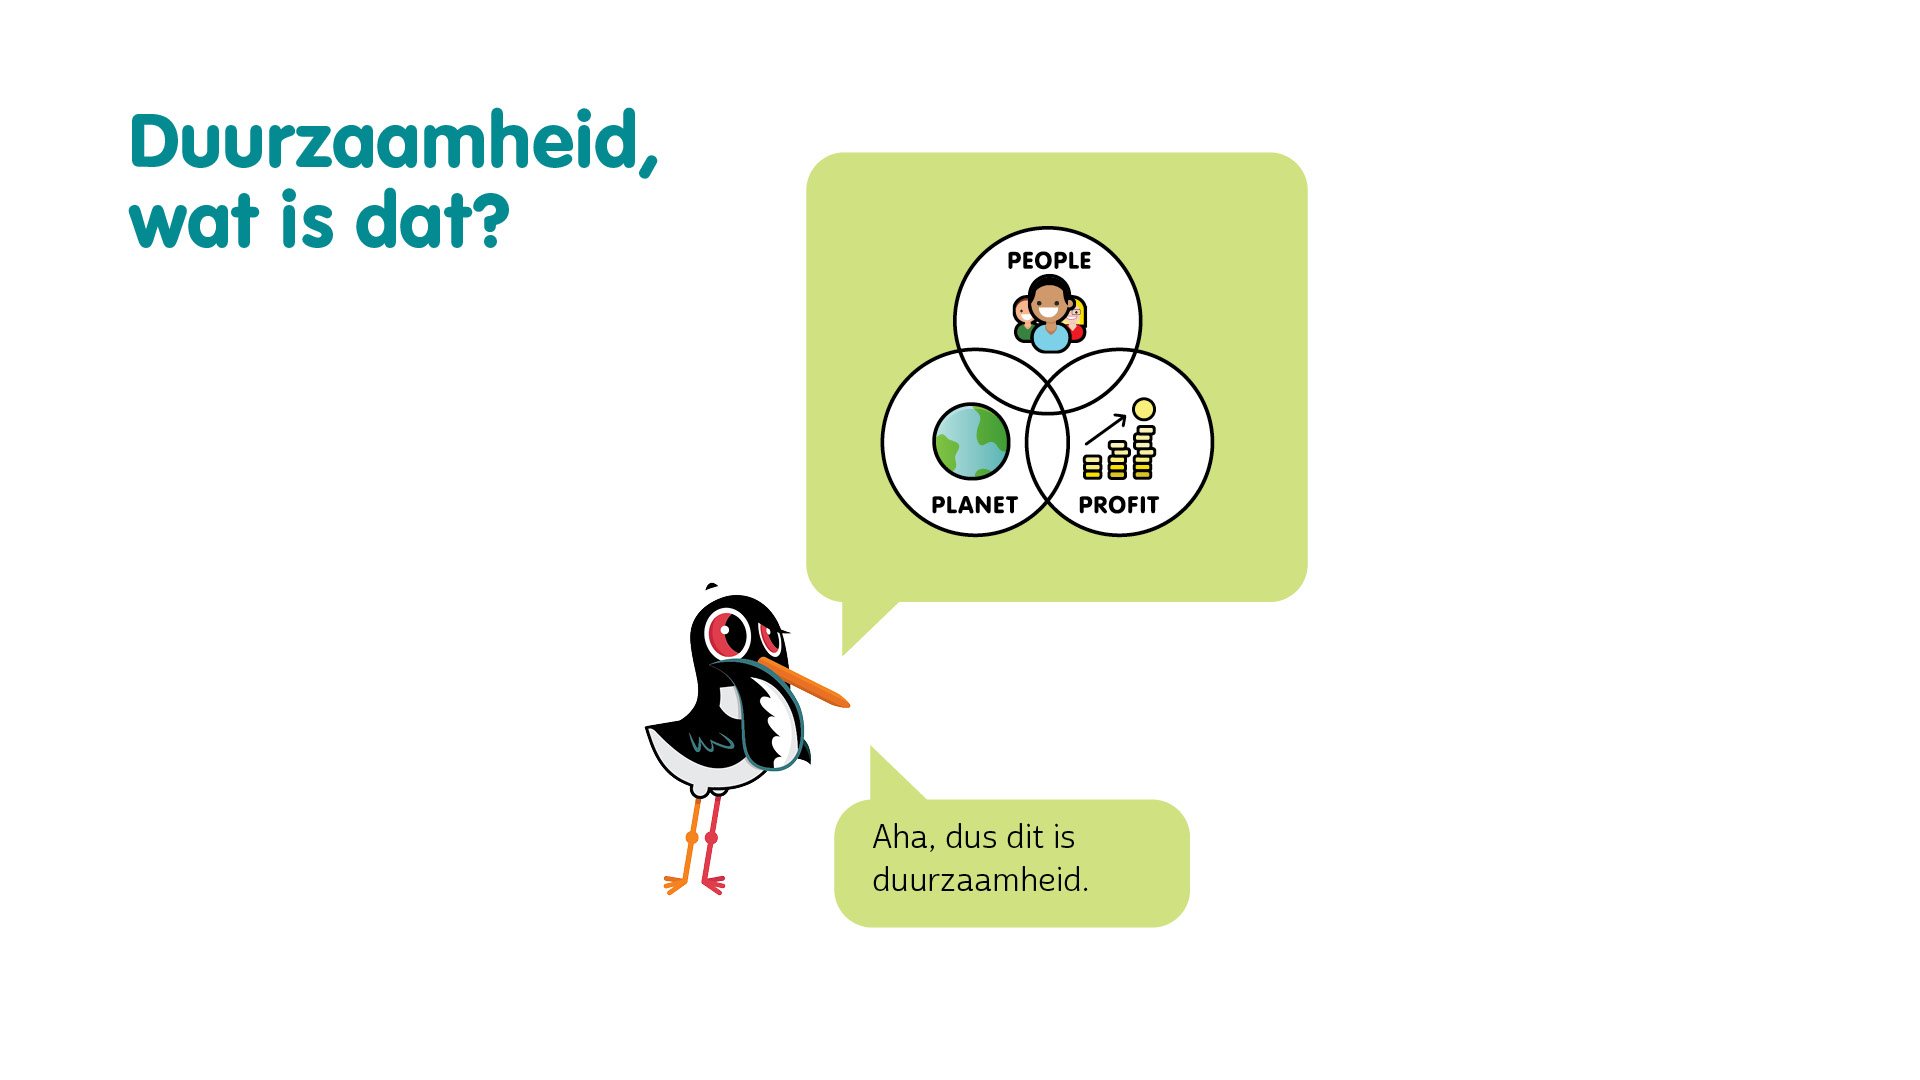 Duurzaamheid,
wat is dat?
PEOPLE
PLANET
PROFIT
Aha, dus dit is
duurzaamheid.